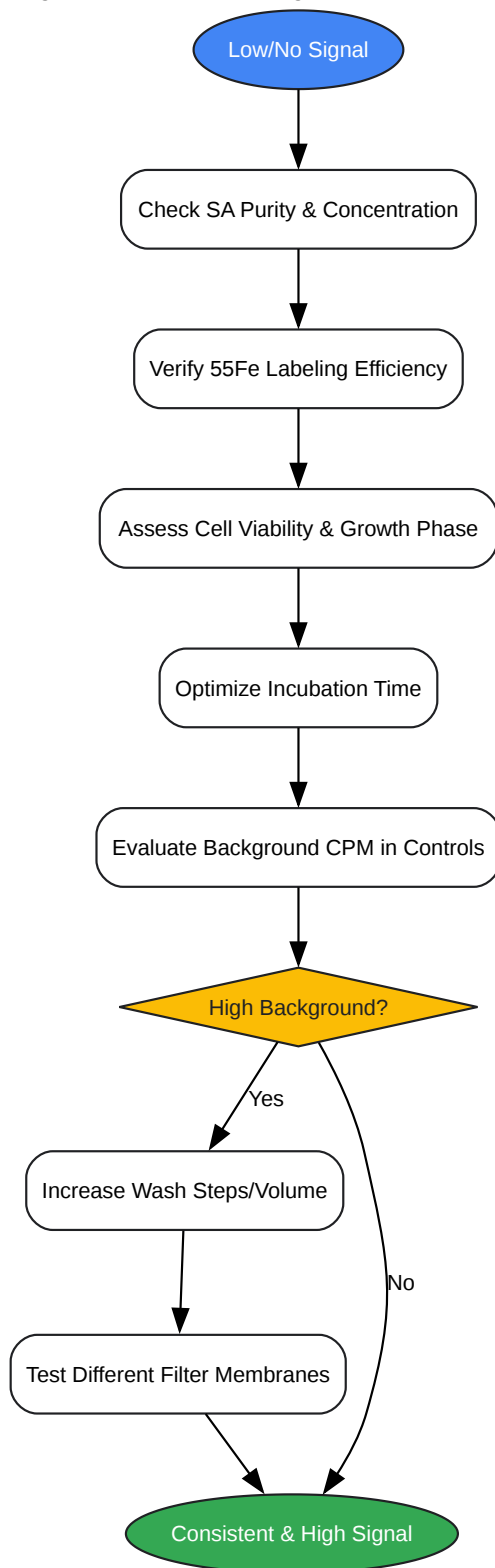 Low/No Signal
Check SA Purity & Concentration
Verify 55Fe Labeling Efficiency
Assess Cell Viability & Growth Phase
Optimize Incubation Time
Evaluate Background CPM in Controls
High Background?
Yes
Increase Wash Steps/Volume
No
Test Different Filter Membranes
Consistent & High Signal